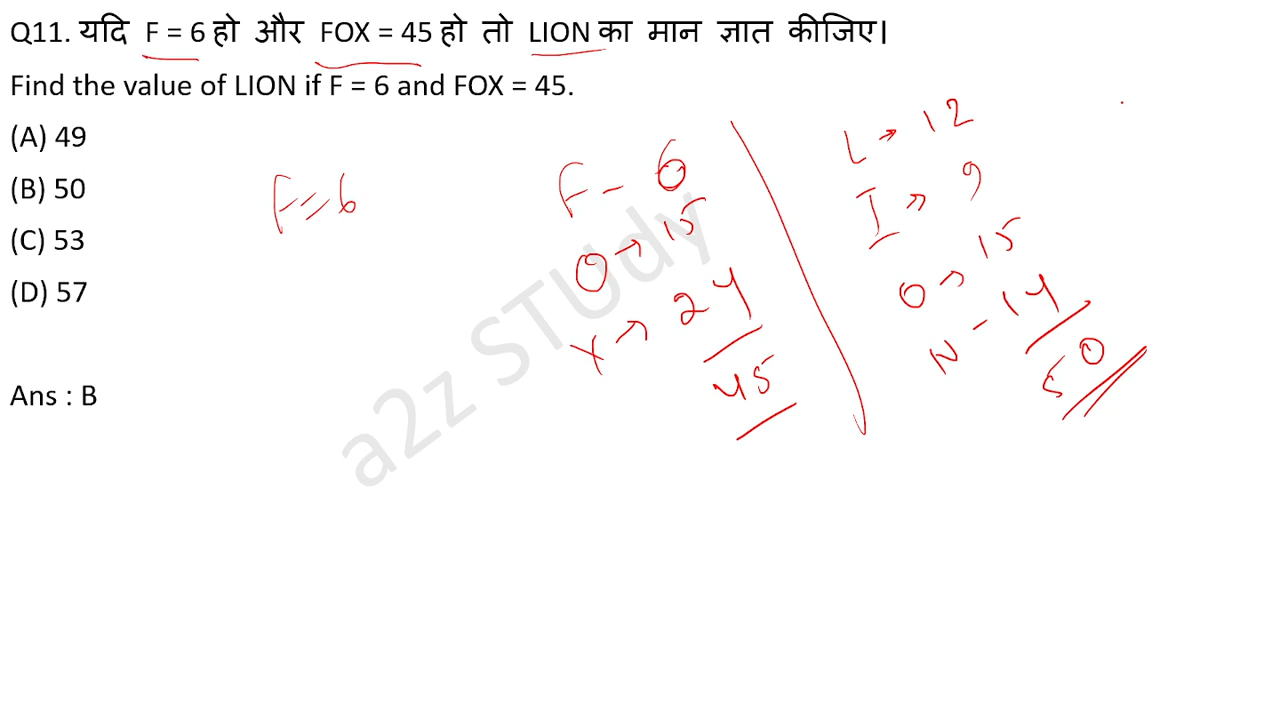 Q11. यदि F = 6 हो और FOX = 45 हो तो LION का मान ज्ञात कीजिए।
Find the value of LION if F = 6 and FOX = 45.
(A) 49
(B) 50
(C) 53
(D) 57
Ans : B
F = 6
F - 6
O → 15
X → 24
45
L → 12
I → 9
O → 15
N - 14
50
a2z STUdy